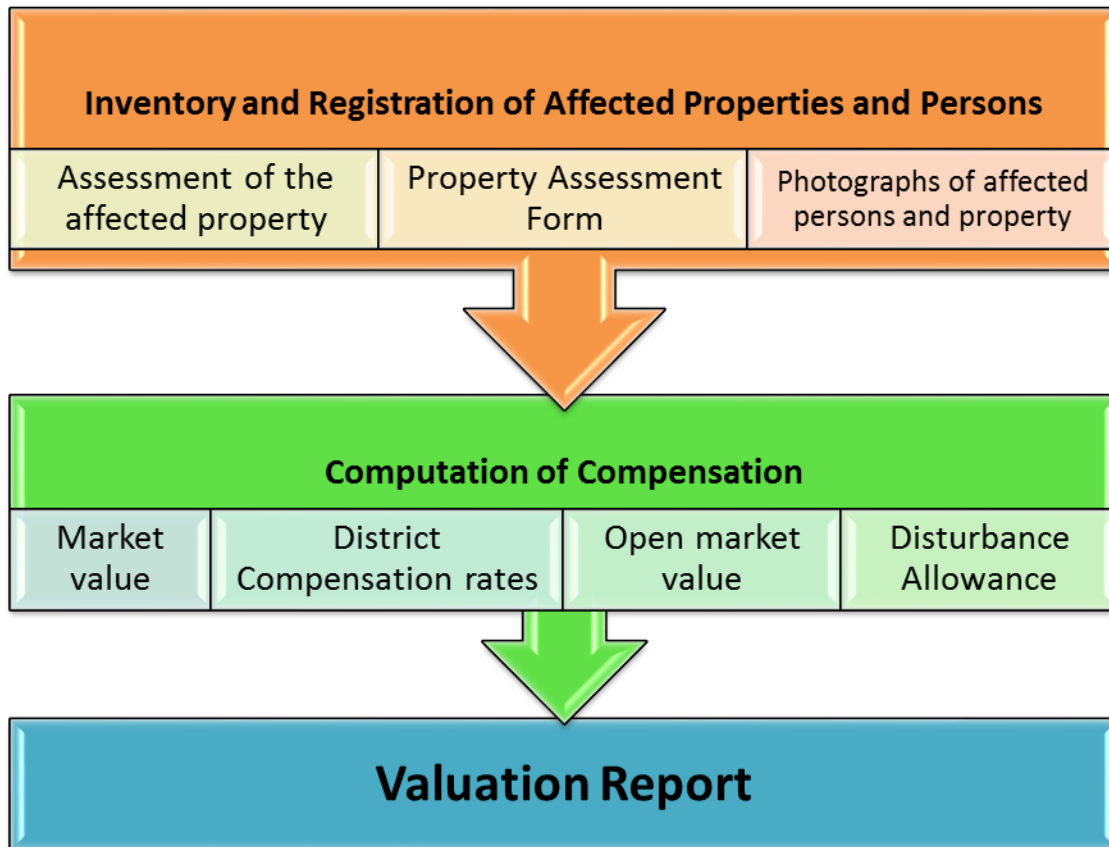 Inventory and Registration of Affected Properties and Persons
Assessment of the
affected property
Property Assessment
Form
Photographs of affected
persons and property
Computation of Compensation
Market
value
District
Compensation rates
Open market
value
Disturbance
Allowance
Valuation Report